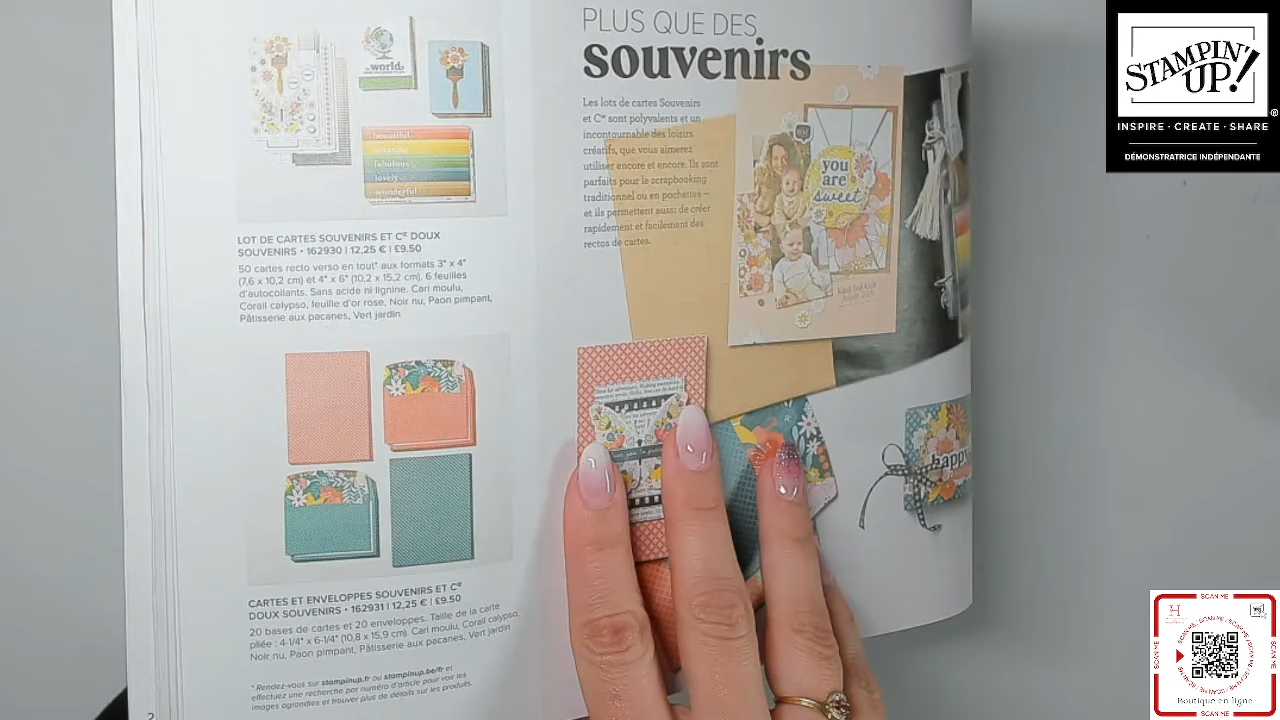 the world
beautiful
amazing
fabulous
lovely
wonderful
LOT DE CARTES SOUVENIRS ET Cⁱᵉ DOUX
SOUVENIRS • 162930 | 12,25 € | £9.50
50 cartes recto verso en tout* aux formats 3" x 4"
(7,6 x 10,2 cm) et 4" x 6" (10,2 x 15,2 cm). 6 feuilles
d'autocollants. Sans acide ni lignine. Cari moulu,
Corail calypso, feuille d'or rose, Noir nu, Paon pimpant,
Pâtisserie aux pacanes, Vert jardin
CARTES ET ENVELOPPES SOUVENIRS ET Cⁱᵉ
DOUX SOUVENIRS • 162931 | 12,25 € | £9.50
20 bases de cartes et 20 enveloppes. Taille de la carte
pliée : 4-1/4" x 6-1/4" (10,8 x 15,9 cm). Cari moulu, Corail calypso,
Noir nu, Paon pimpant, Pâtisserie aux pacanes, Vert jardin
* Rendez-vous sur stampinup.fr ou stampinup.be/fr et
effectuez une recherche par numéro d'article pour voir les
images agrandies et trouver plus de détails sur les produits.
2
PLUS QUE DES
souvenirs
Les lots de cartes Souvenirs
et Cⁱᵉ sont polyvalents et un
incontournable des loisirs
créatifs, que vous aimerez
utiliser encore et encore. Ils sont
parfaits pour le scrapbooking
traditionnel ou en pochettes —
et ils permettent aussi de créer
rapidement et facilement des
rectos de cartes.
you
are
sweet
happy
STAMPIN' UP!®
INSPIRE · CREATE · SHARE
DÉMONSTRATRICE INDÉPENDANTE
SCAN ME
SCAN ME
SCAN ME
SCAN ME
Boutique en ligne
SCAN ME